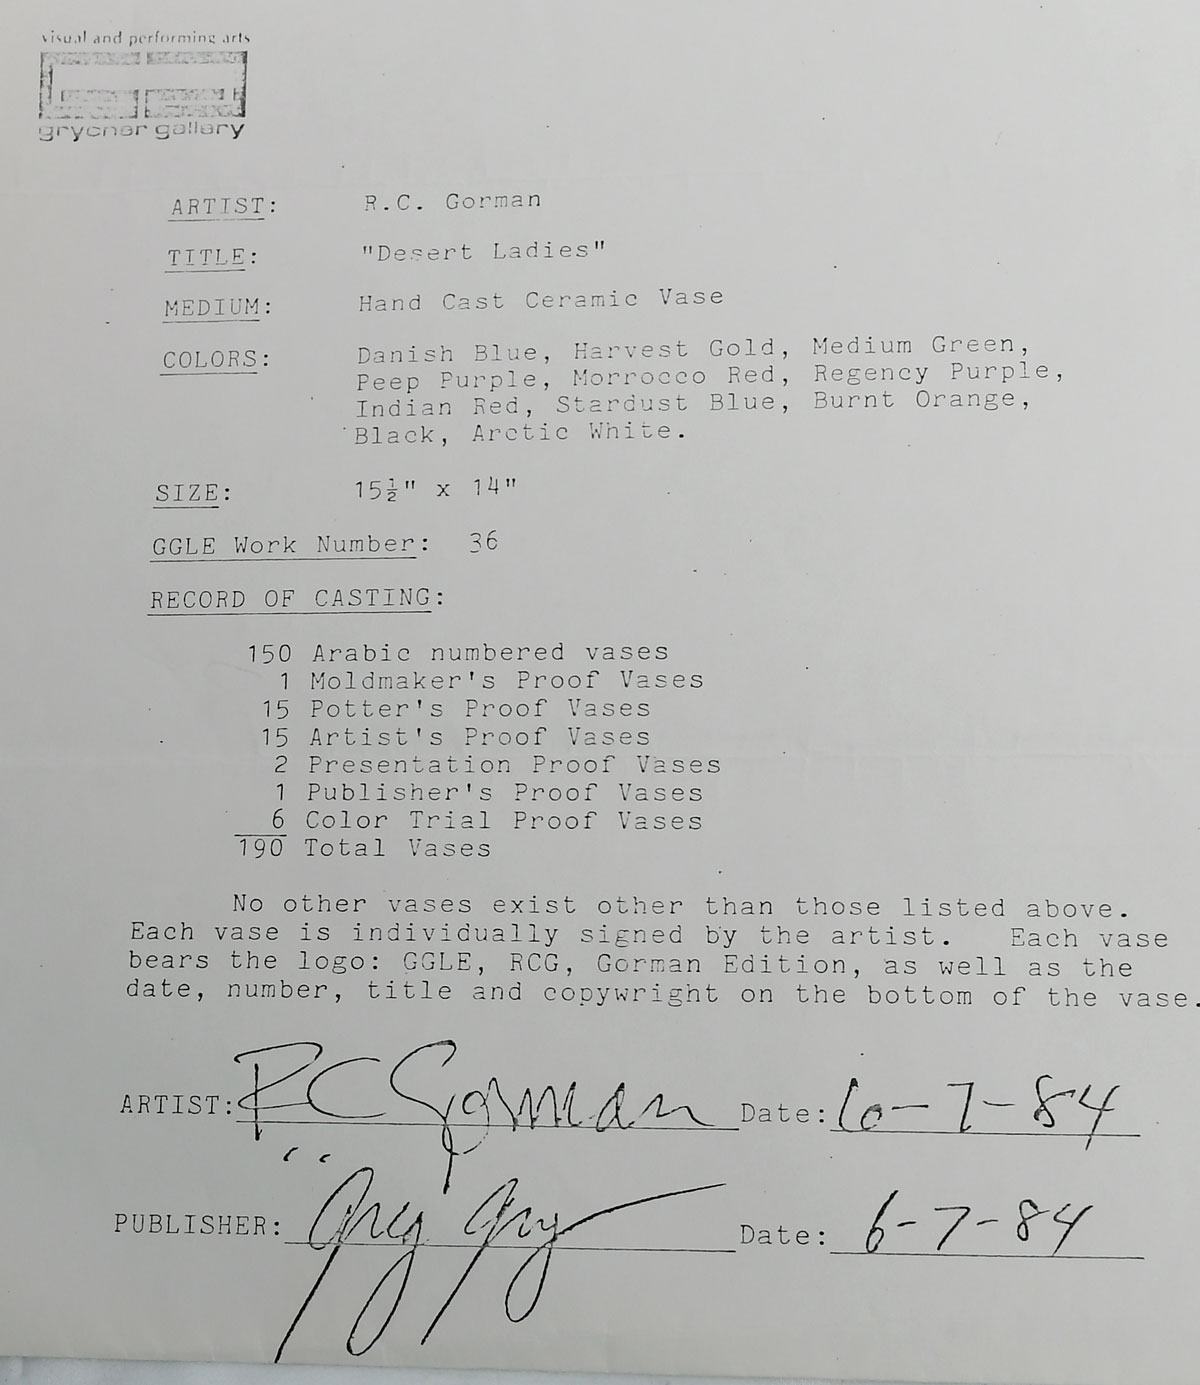 visual and performing arts
grycner gallery
ARTIST: R.C. Gorman
TITLE: "Desert Ladies"
MEDIUM: Hand Cast Ceramic Vase
COLORS: Danish Blue, Harvest Gold, Medium Green,
Peep Purple, Morrocco Red, Regency Purple,
Indian Red, Stardust Blue, Burnt Orange,
Black, Arctic White.
SIZE: 15½" x 14"
GGLE Work Number: 36
RECORD OF CASTING:
150 Arabic numbered vases
1 Moldmaker's Proof Vases
15 Potter's Proof Vases
15 Artist's Proof Vases
2 Presentation Proof Vases
1 Publisher's Proof Vases
6 Color Trial Proof Vases
190 Total Vases
No other vases exist other than those listed above.
Each vase is individually signed by the artist. Each vase
bears the logo: GGLE, RCG, Gorman Edition, as well as the
date, number, title and copywright on the bottom of the vase.
ARTIST: RC Gorman Date: 6-7-84
PUBLISHER: Date: 6-7-84